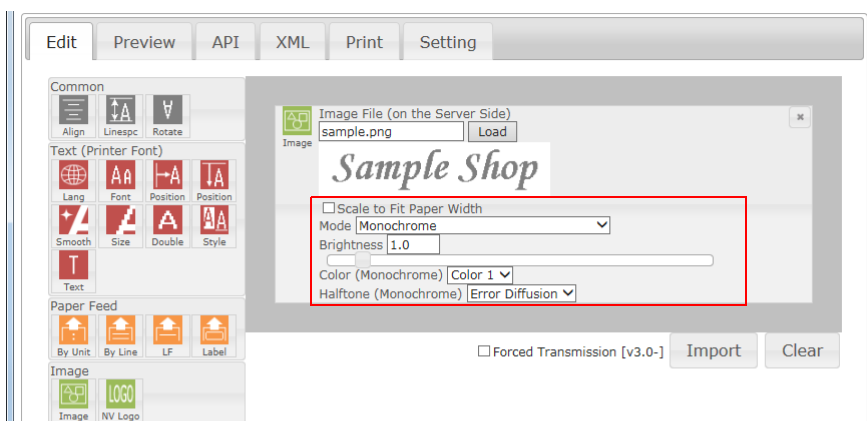 Edit Preview API XML Print Setting
Common
Align Linespc Rotate
Text (Printer Font)
Lang Font Position Position
Smooth Size Double Style
Text
Paper Feed
By Unit By Line LF Label
Image
LOGO
Image NV Logo
Image
Image File (on the Server Side)
sample.png Load
Sample Shop
Scale to Fit Paper Width
Mode Monochrome
Brightness 1.0
Color (Monochrome) Color 1
Halftone (Monochrome) Error Diffusion
Forced Transmission [v3.0-] Import Clear